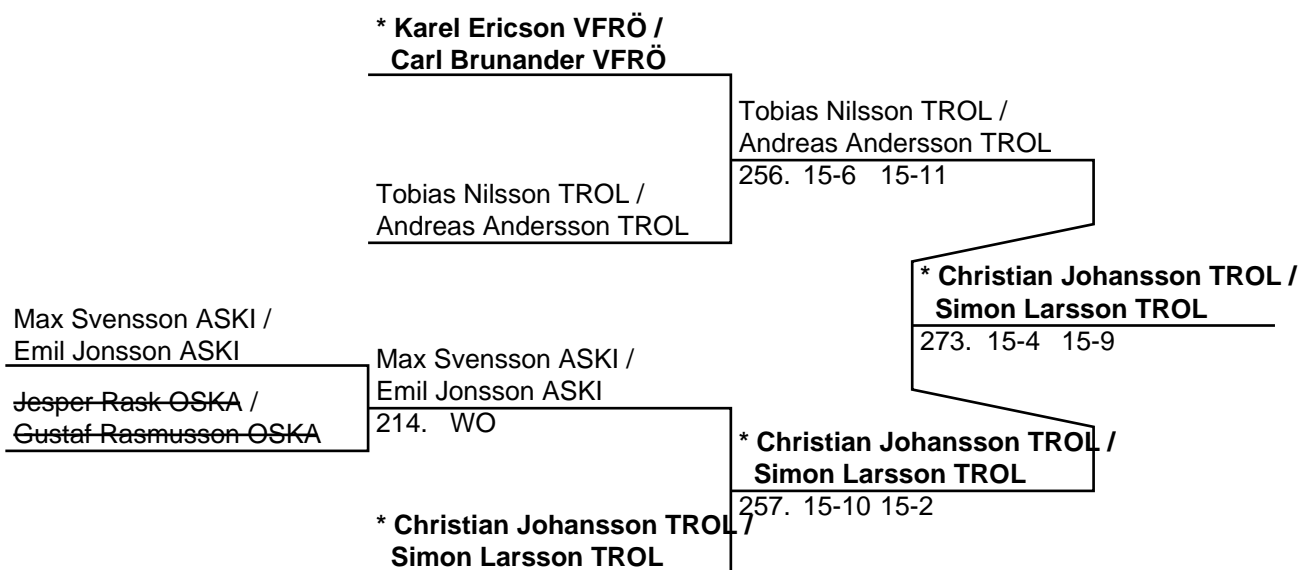 * Karel Ericson VFRÖ /
Carl Brunander VFRÖ
Tobias Nilsson TROL /
Andreas Andersson TROL
256. 15-6 15-11
Tobias Nilsson TROL /
Andreas Andersson TROL
* Christian Johansson TROL /
Simon Larsson TROL
273. 15-4 15-9
Max Svensson ASKI /
Emil Jonsson ASKI
Max Svensson ASKI /
Emil Jonsson ASKI
214. WO
Jesper Rask OSKA /
Gustaf Rasmusson OSKA
* Christian Johansson TROL /
Simon Larsson TROL
257. 15-10 15-2
* Christian Johansson TROL /
Simon Larsson TROL